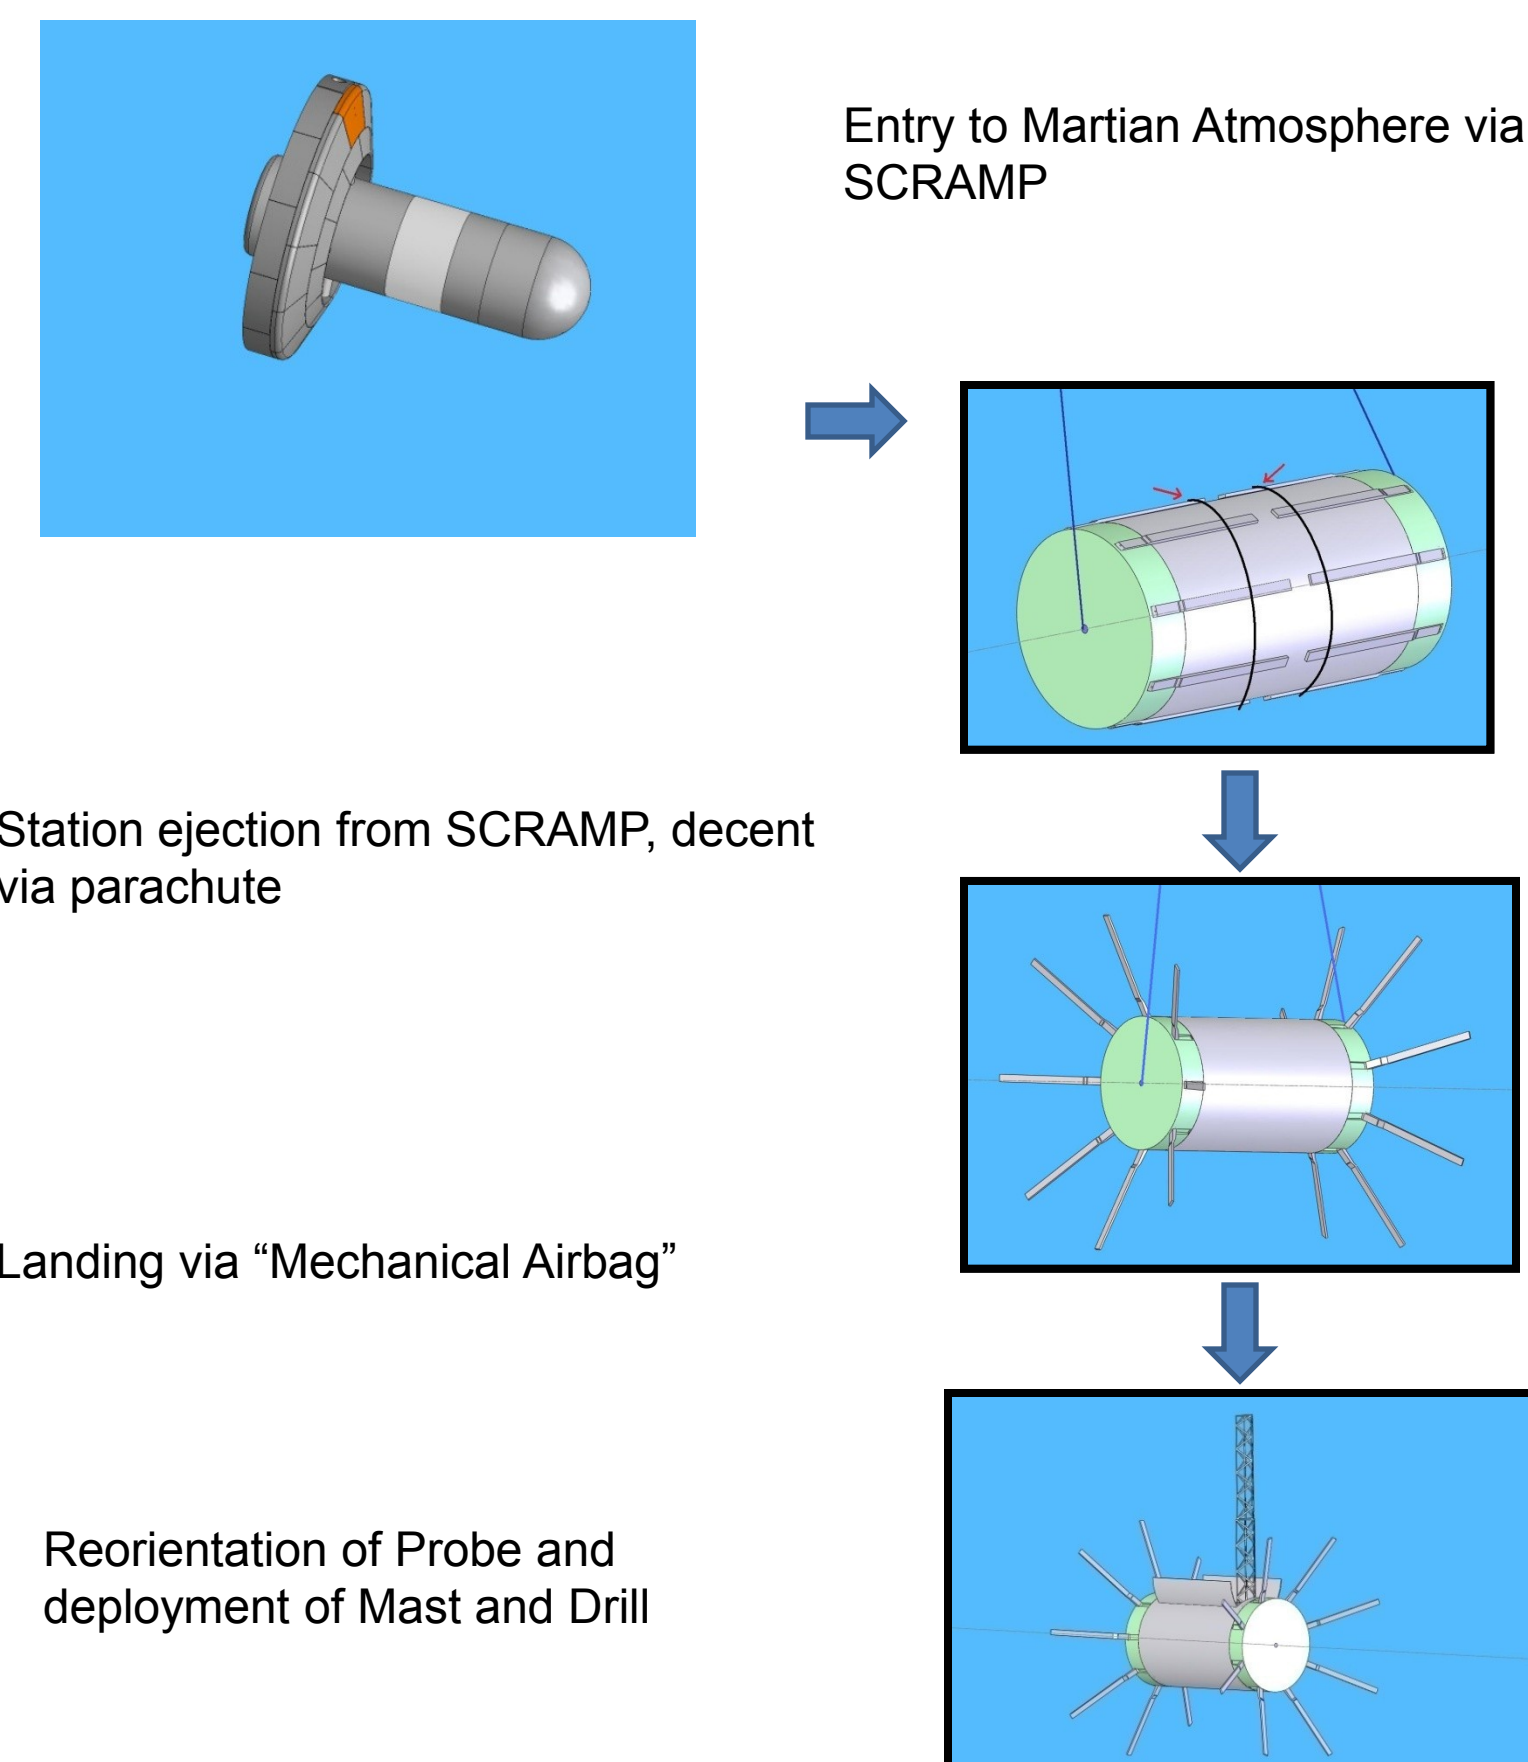 Entry to Martian Atmosphere via
SCRAMP
Station ejection from SCRAMP, decent
via parachute
Landing via “Mechanical Airbag”
Reorientation of Probe and
deployment of Mast and Drill